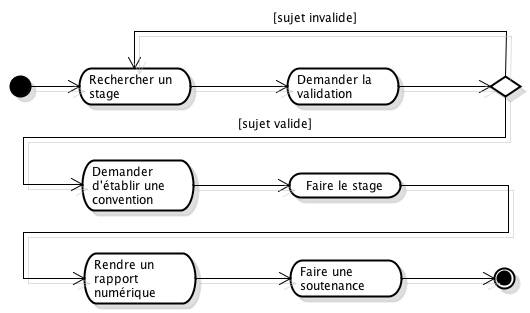 [sujet invalide]
Rechercher un
stage
Demander la
validation
[sujet valide]
Demander
d'établir une
convention
Faire le stage
Rendre un
rapport
numérique
Faire une
soutenance